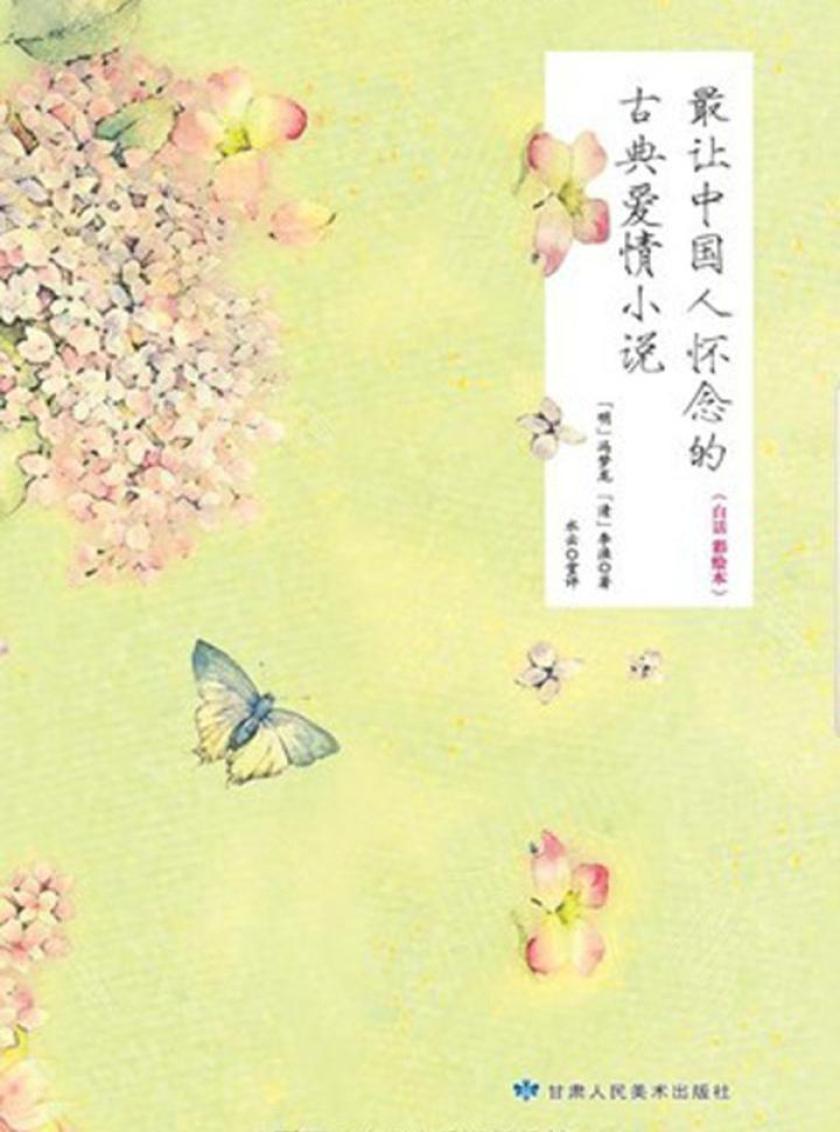 最让中国人怀念的
（白话 彩绘本）
古典爱情小说
「明」冯梦龙 「清」李渔○著
水云○重评
甘肃人民美术出版社